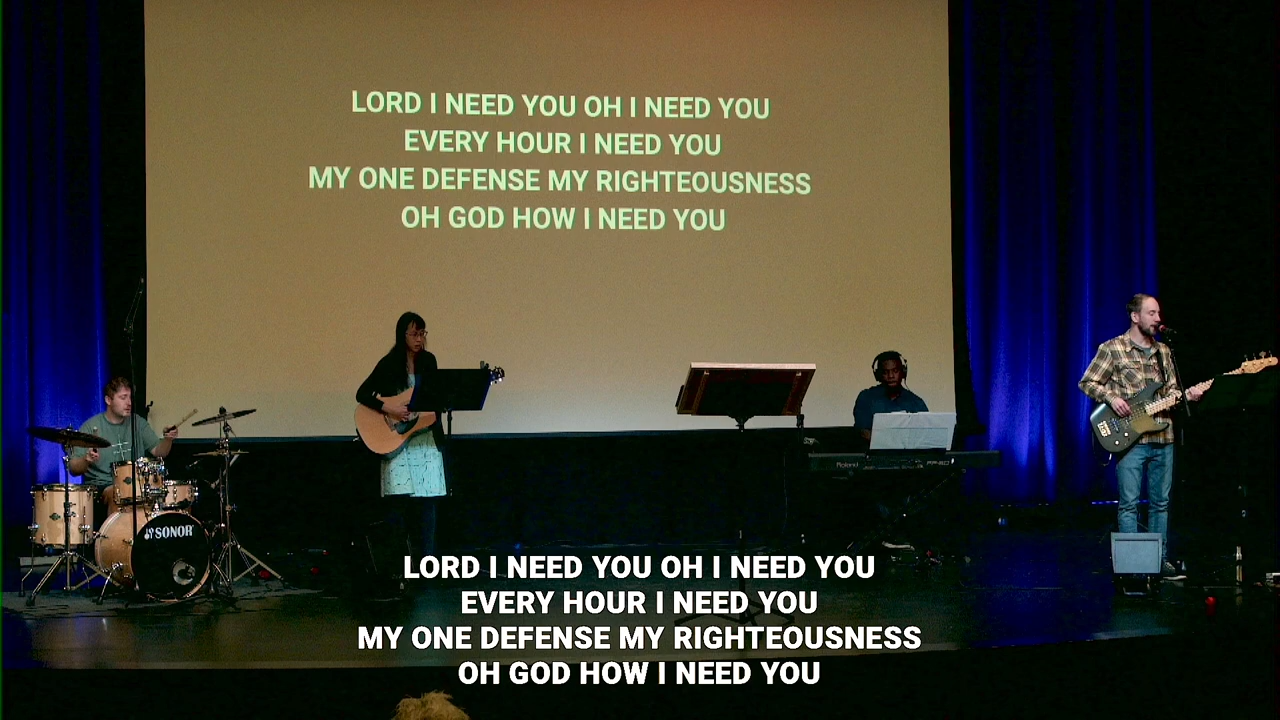 LORD I NEED YOU OH I NEED YOU
EVERY HOUR I NEED YOU
MY ONE DEFENSE MY RIGHTEOUSNESS
OH GOD HOW I NEED YOU
SONOR
Roland
LORD I NEED YOU OH I NEED YOU
EVERY HOUR I NEED YOU
MY ONE DEFENSE MY RIGHTEOUSNESS
OH GOD HOW I NEED YOU